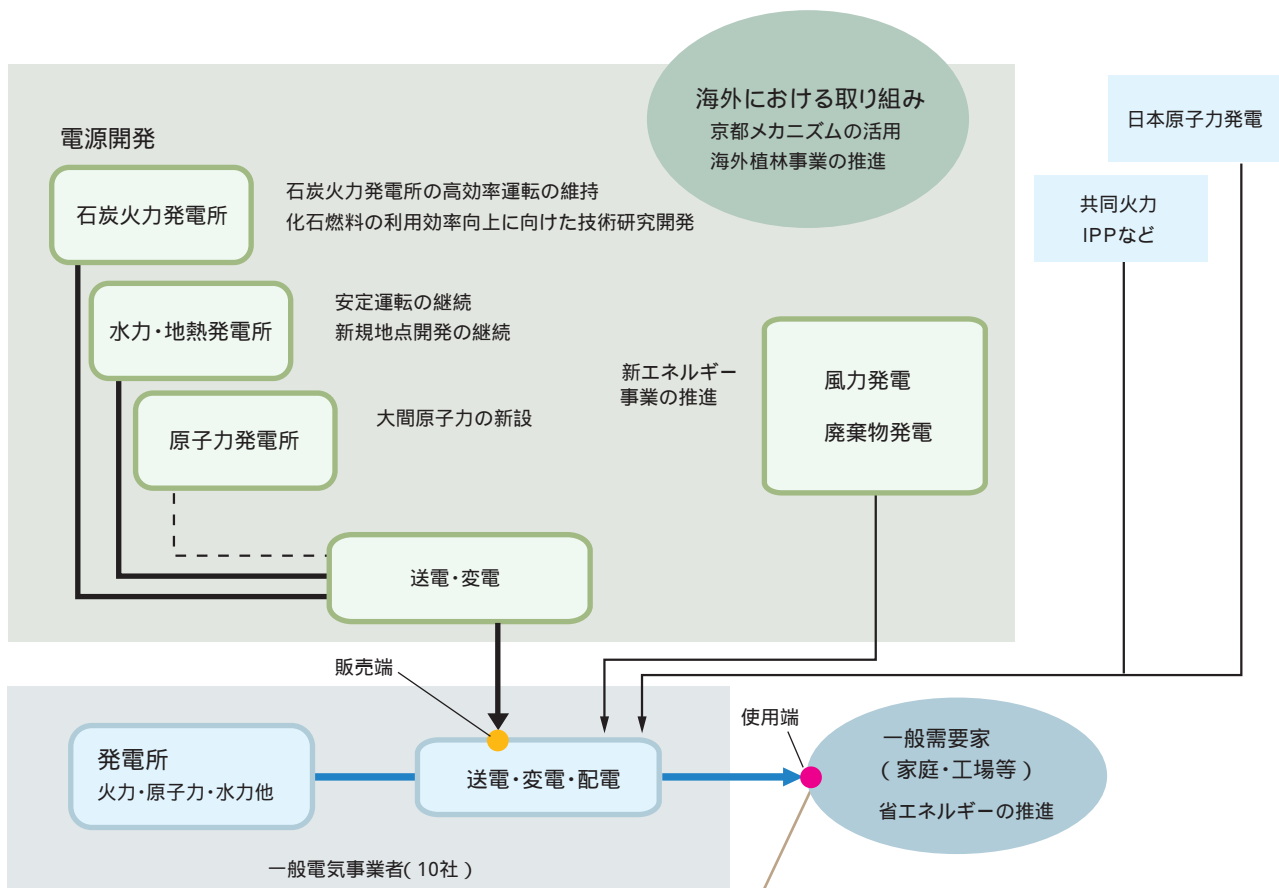 海外における取り組み
京都メカニズムの活用
海外植林事業の推進
日本原子力発電
電源開発
石炭火力発電所
石炭火力発電所の高効率運転の維持
化石燃料の利用効率向上に向けた技術研究開発
共同火力
IPPなど
水力・地熱発電所
安定運転の継続
新規地点開発の継続
原子力発電所
大間原子力の新設
新エネルギー
事業の推進
風力発電
廃棄物発電
送電・変電
販売端
使用端
発電所
火力・原子力・水力他
送電・変電・配電
一般需要家
(家庭・工場等)
省エネルギーの推進
一般電気事業者(10社)